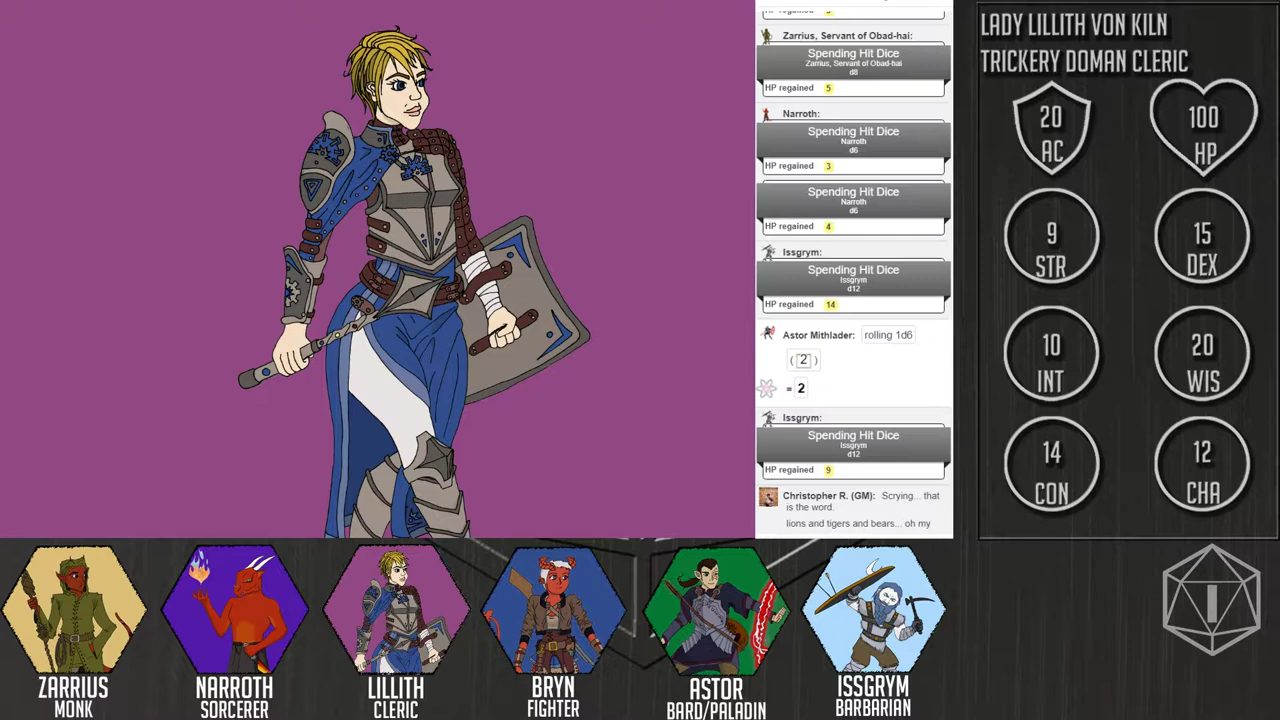 Zarrius, Servant of Obad-hai:
Spending Hit Dice
Zarrius, Servant of Obad-hai
d8
HP regained 5
Narroth:
Spending Hit Dice
Narroth
d6
HP regained 3
Spending Hit Dice
Narroth
d6
HP regained 4
Issgrym:
Spending Hit Dice
Issgrym
d12
HP regained 14
Astor Mithlader: rolling 1d6
(2)
= 2
Issgrym:
Spending Hit Dice
Issgrym
d12
HP regained 9
Christopher R. (GM): Scrying... that
is the word.
lions and tigers and bears... oh my
LADY LILLITH VON KILN
TRICKERY DOMAN CLERIC
20
AC
100
HP
9
STR
15
DEX
10
INT
20
WIS
14
CON
12
CHA
ZARRIUS
MONK
NARROTH
SORCERER
LILLITH
CLERIC
BRYN
FIGHTER
ASTOR
BARD/PALADIN
ISSGRYM
BARBARIAN